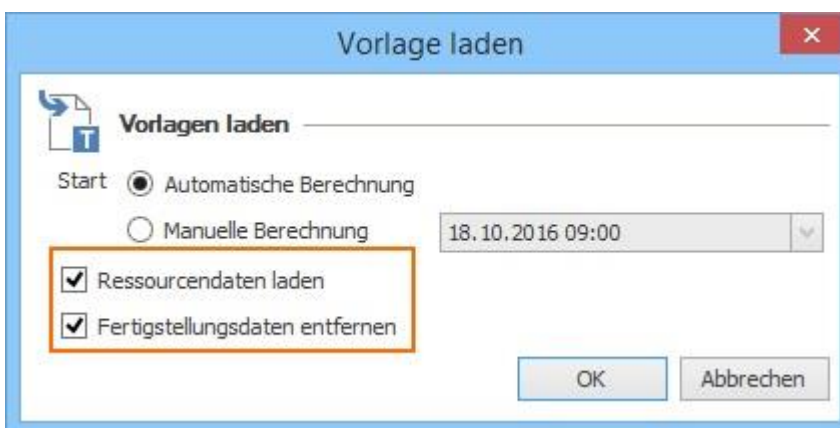 Vorlage laden
T
Vorlagen laden
Start Automatische Berechnung
Manuelle Berechnung 18.10.2016 09:00
Ressourcendaten laden
Fertigstellungsdaten entfernen
OK Abbrechen